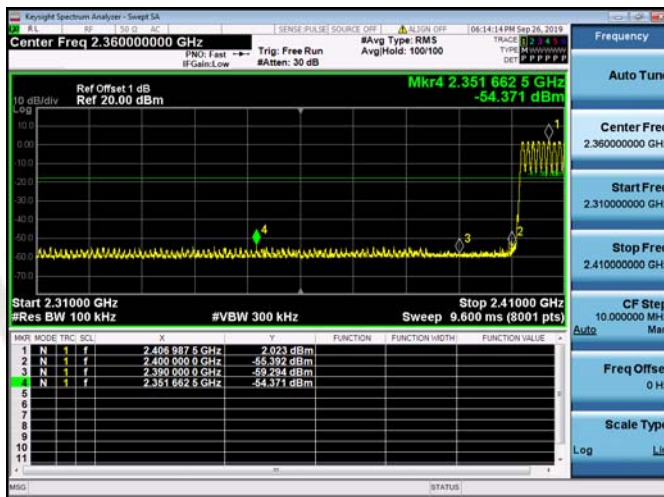 Keysight Spectrum Analyzer - Swept SA
RL RF 50 Ω AC SENSE:PULSE SOURCE OFF ALIGN OFF 06:14:14 PM Sep 26, 2019
Center Freq 2.360000000 GHz
PNO: Fast
IFGain:Low
Trig: Free Run
#Atten: 30 dB
#Avg Type: RMS
Avg|Hold: 100/100
TRACE 1 2 3 4 5
TYPE M
DET P P P P P P
Ref Offset 1 dB
Ref 20.00 dBm
10 dB/div
Log
Mkr4 2.351 662 5 GHz
-54.371 dBm
10.0
0.00
-10.0
-20.0
-30.0
-40.0
-50.0
-60.0
-70.0
1
2
3
4
Start 2.31000 GHz
Stop 2.41000 GHz
#Res BW 100 kHz
#VBW 300 kHz
Sweep 9.600 ms (8001 pts)
MKR MODE TRC SCL X Y FUNCTION FUNCTION WIDTH FUNCTION VALUE
1 N 1 f 2.406 987 5 GHz 2.023 dBm
2 N 1 f 2.400 000 0 GHz -55.392 dBm
3 N 1 f 2.390 000 0 GHz -59.294 dBm
4 N 1 f 2.351 662 5 GHz -54.371 dBm
5
6
7
8
9
10
11
MSG
STATUS
Frequency
Auto Tune
Center Freq
2.360000000 GHz
Start Freq
2.310000000 GHz
Stop Freq
2.410000000 GHz
CF Step
10.000000 MHz
Auto Man
Freq Offset
0 Hz
Scale Type
Log Lin